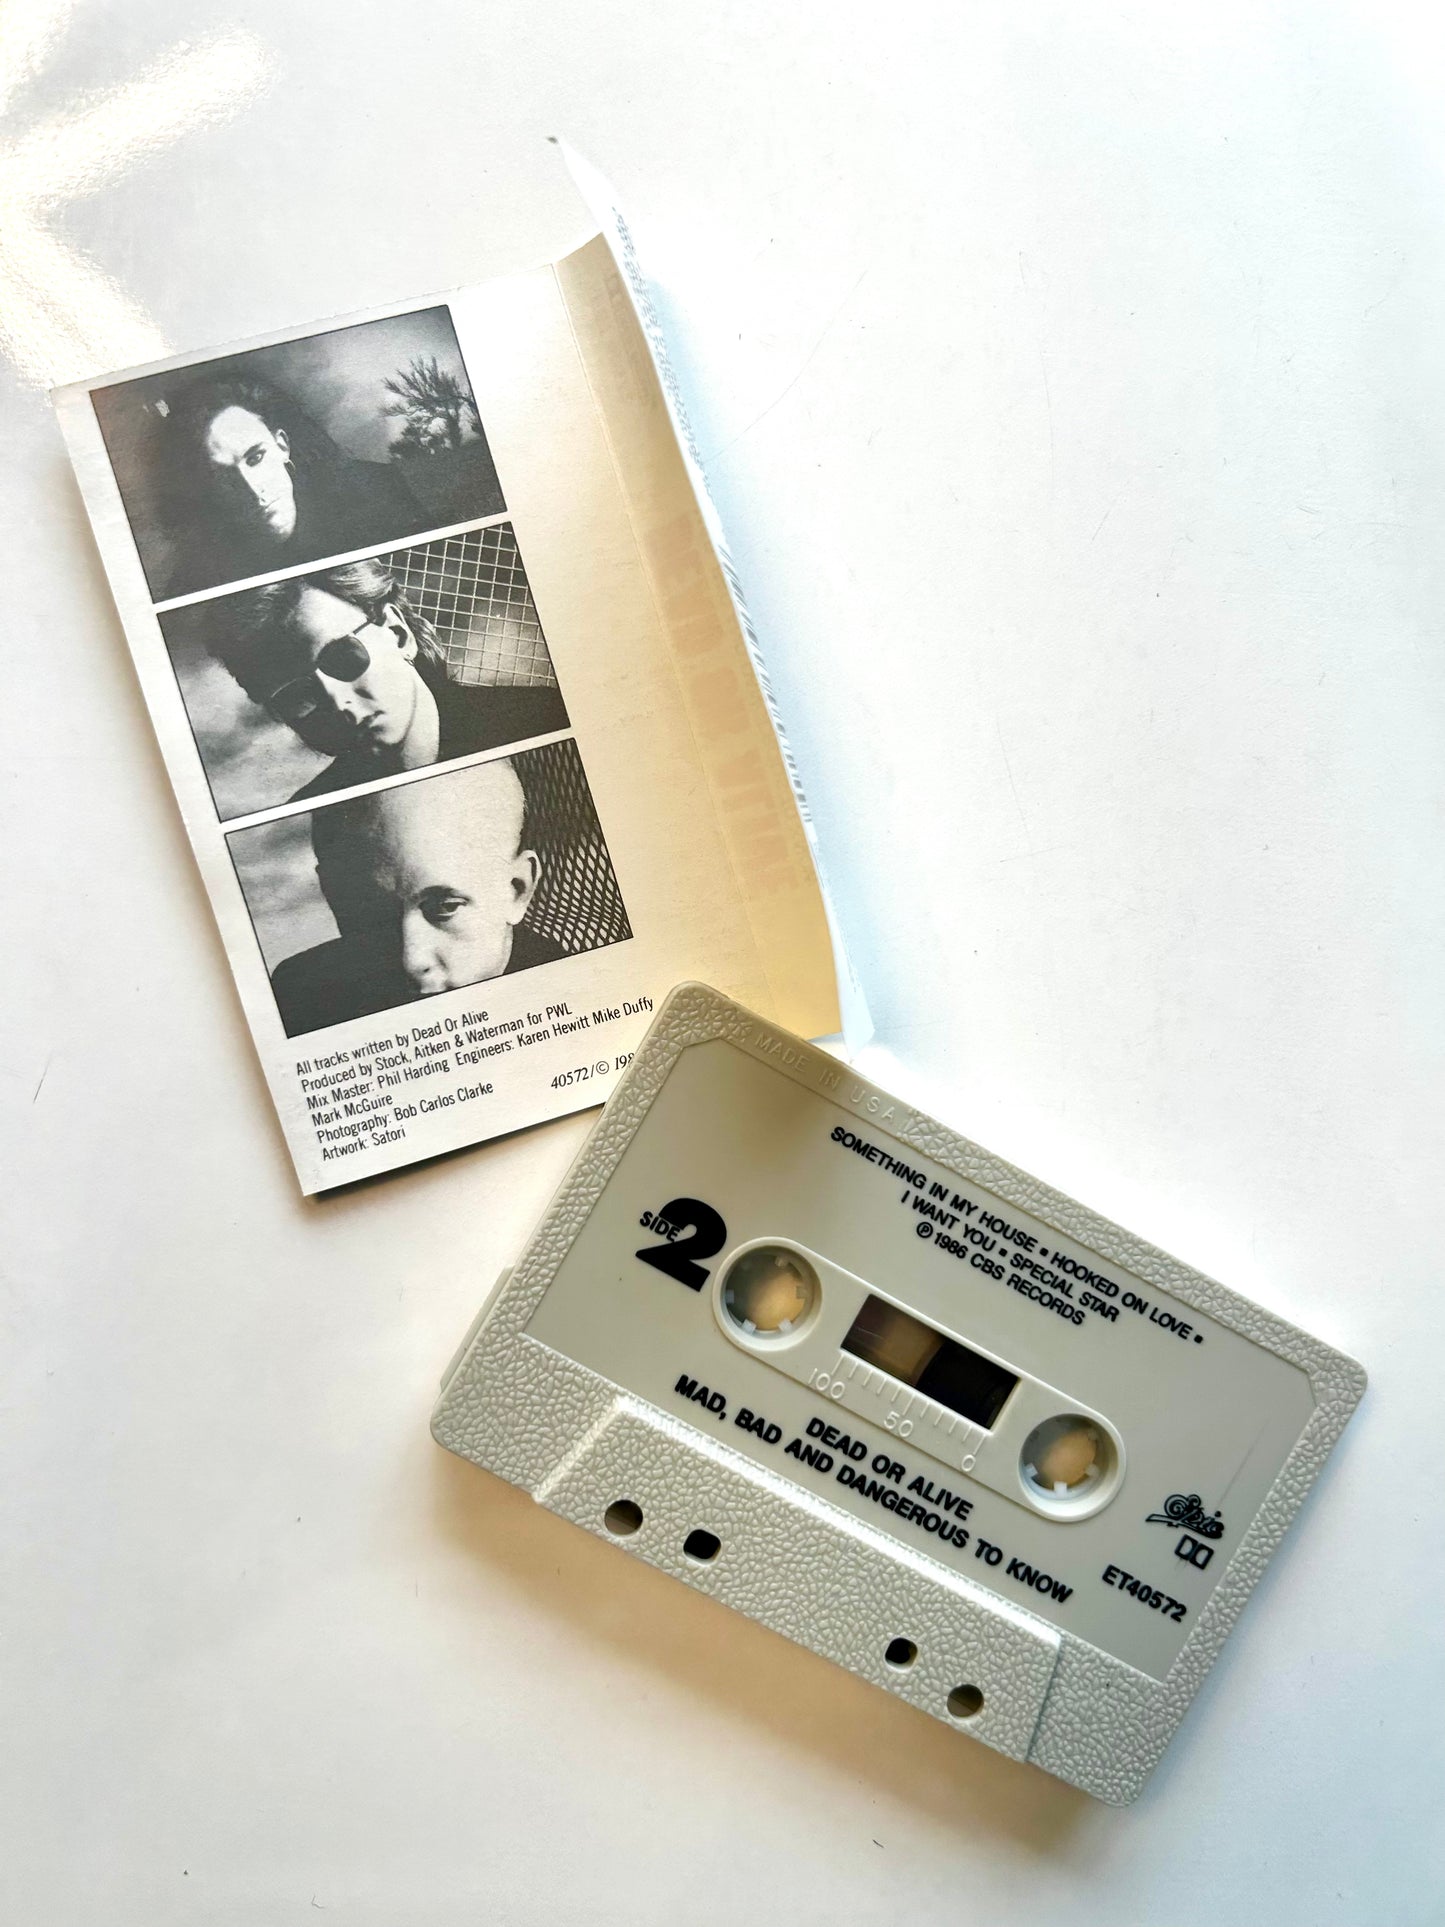 All tracks written by Dead Or Alive
Produced by Stock, Aitken & Waterman for PWL
Mix Master: Phil Harding Engineers: Karen Hewitt Mike Duffy
Mark McGuire
Photography: Bob Carlos Clarke
Artwork: Satori
40572/© 198
MADE IN USA
SOMETHING IN MY HOUSE ▪ HOOKED ON LOVE ▪
I WANT YOU ▪ SPECIAL STAR
℗ 1986 CBS RECORDS
SIDE 2
100 50 0
DEAD OR ALIVE
MAD, BAD AND DANGEROUS TO KNOW
Epic
ET40572